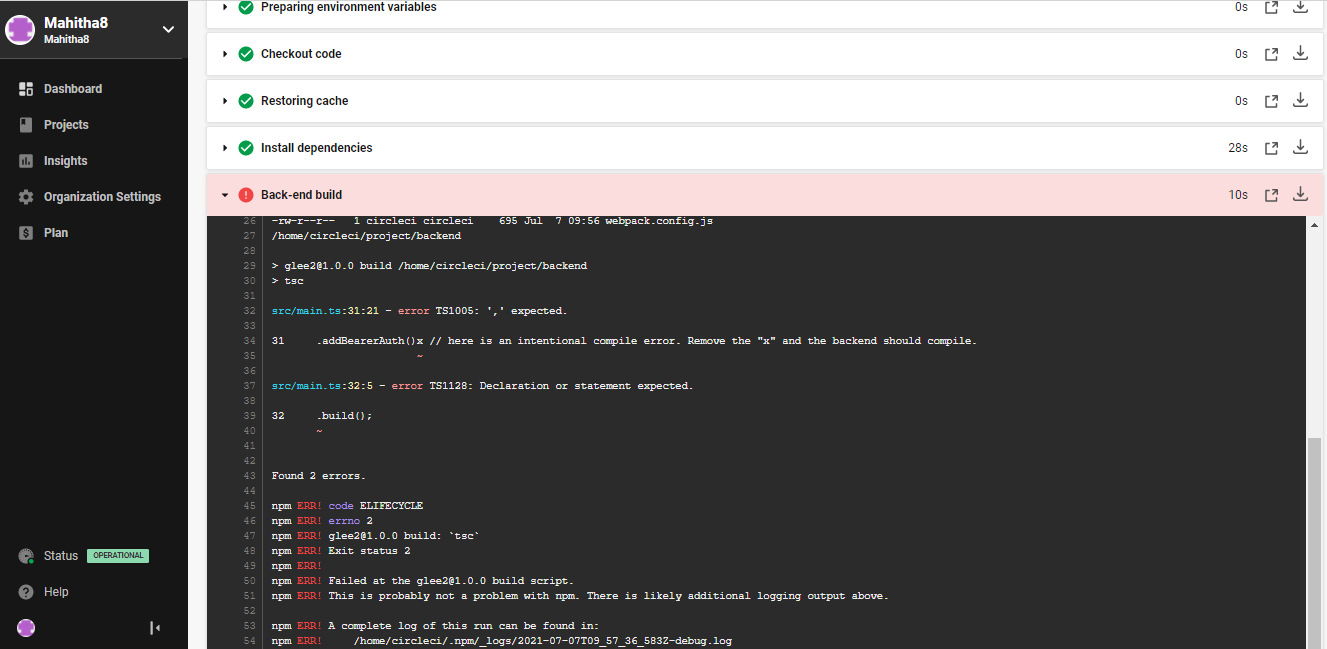 Mahitha8
Mahitha8
Dashboard
Projects
Insights
Organization Settings
Plan
Status OPERATIONAL
Help
Preparing environment variables 0s
Checkout code 0s
Restoring cache 0s
Install dependencies 28s
Back-end build 10s
26 -rw-r--r-- 1 circleci circleci 695 Jul 7 09:56 webpack.config.js
27 /home/circleci/project/backend
28
29 > glee2@1.0.0 build /home/circleci/project/backend
30 > tsc
31
32 src/main.ts:31:21 - error TS1005: ',' expected.
33
34 31 .addBearerAuth()x // here is an intentional compile error. Remove the "x" and the backend should compile.
35 ~
36
37 src/main.ts:32:5 - error TS1128: Declaration or statement expected.
38
39 32 .build();
40 ~
41
42
43 Found 2 errors.
44
45 npm ERR! code ELIFECYCLE
46 npm ERR! errno 2
47 npm ERR! glee2@1.0.0 build: `tsc`
48 npm ERR! Exit status 2
49 npm ERR!
50 npm ERR! Failed at the glee2@1.0.0 build script.
51 npm ERR! This is probably not a problem with npm. There is likely additional logging output above.
52
53 npm ERR! A complete log of this run can be found in:
54 npm ERR! /home/circleci/.npm/_logs/2021-07-07T09_57_36_583Z-debug.log